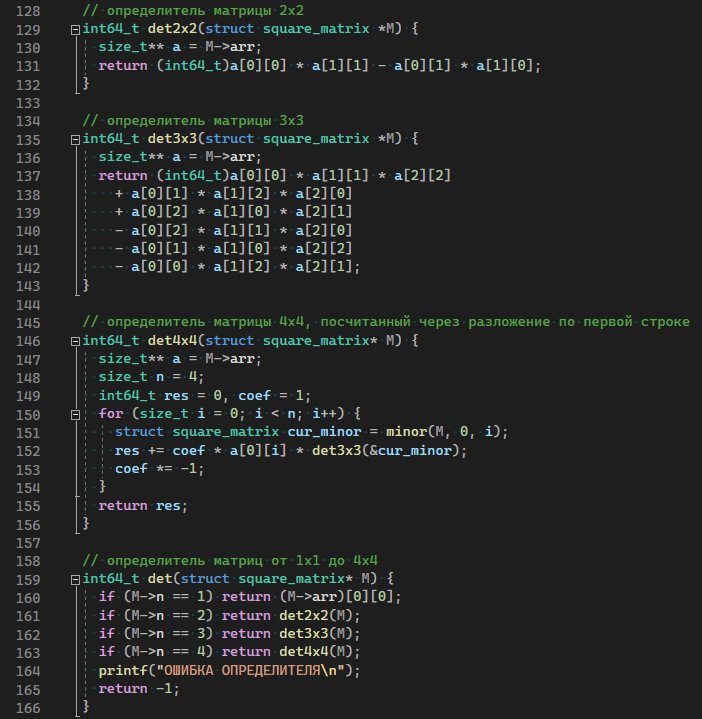 128 // определитель матрицы 2x2
129 int64_t det2x2(struct square_matrix *M) {
130 size_t** a = M->arr;
131 return (int64_t)a[0][0] * a[1][1] - a[0][1] * a[1][0];
132 }
133
134 // определитель матрицы 3x3
135 int64_t det3x3(struct square_matrix *M) {
136 size_t** a = M->arr;
137 return (int64_t)a[0][0] * a[1][1] * a[2][2]
138 + a[0][1] * a[1][2] * a[2][0]
139 + a[0][2] * a[1][0] * a[2][1]
140 - a[0][2] * a[1][1] * a[2][0]
141 - a[0][1] * a[1][0] * a[2][2]
142 - a[0][0] * a[1][2] * a[2][1];
143 }
144
145 // определитель матрицы 4x4, посчитанный через разложение по первой строке
146 int64_t det4x4(struct square_matrix* M) {
147 size_t** a = M->arr;
148 size_t n = 4;
149 int64_t res = 0, coef = 1;
150 for (size_t i = 0; i < n; i++) {
151 struct square_matrix cur_minor = minor(M, 0, i);
152 res += coef * a[0][i] * det3x3(&cur_minor);
153 coef *= -1;
154 }
155 return res;
156 }
157
158 // определитель матриц от 1x1 до 4x4
159 int64_t det(struct square_matrix* M) {
160 if (M->n == 1) return (M->arr)[0][0];
161 if (M->n == 2) return det2x2(M);
162 if (M->n == 3) return det3x3(M);
163 if (M->n == 4) return det4x4(M);
164 printf("ОШИБКА ОПРЕДЕЛИТЕЛЯ\n");
165 return -1;
166 }